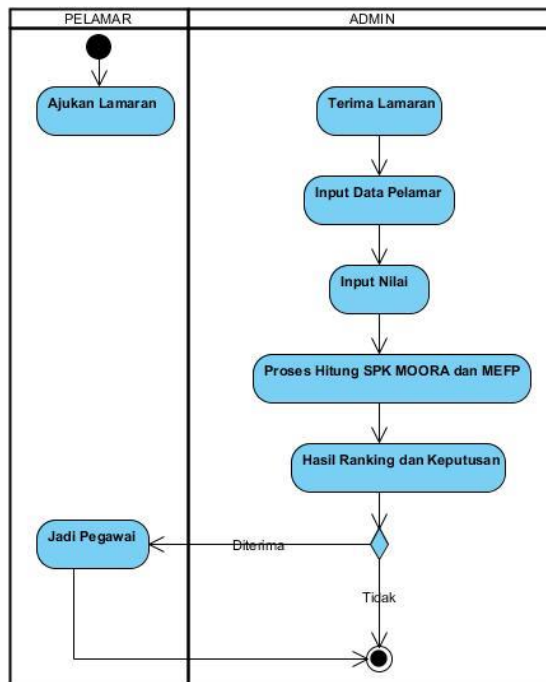 PELAMAR
ADMIN
Ajukan Lamaran
Terima Lamaran
Input Data Pelamar
Input Nilai
Proses Hitung SPK MOORA dan MEFP
Hasil Ranking dan Keputusan
Jadi Pegawai
Diterima
Tidak